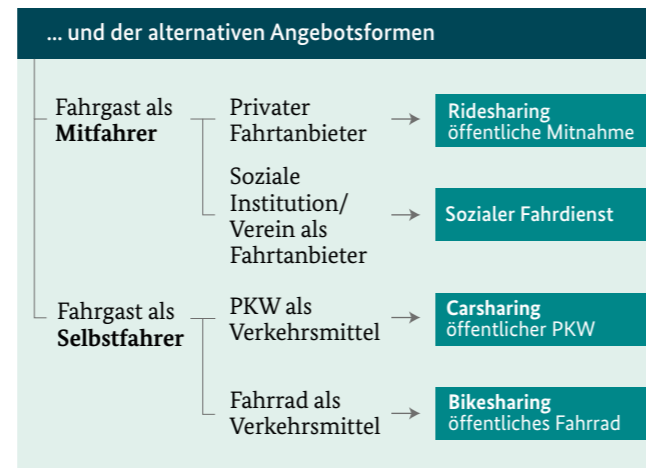 ... und der alternativen Angebotsformen
Fahrgast als
Mitfahrer
Privater
Fahrtanbieter
Ridesharing
öffentliche Mitnahme
Soziale
Institution/
Verein als
Fahrtanbieter
Sozialer Fahrdienst
Fahrgast als
Selbstfahrer
PKW als
Verkehrsmittel
Carsharing
öffentlicher PKW
Fahrrad als
Verkehrsmittel
Bikesharing
öffentliches Fahrrad